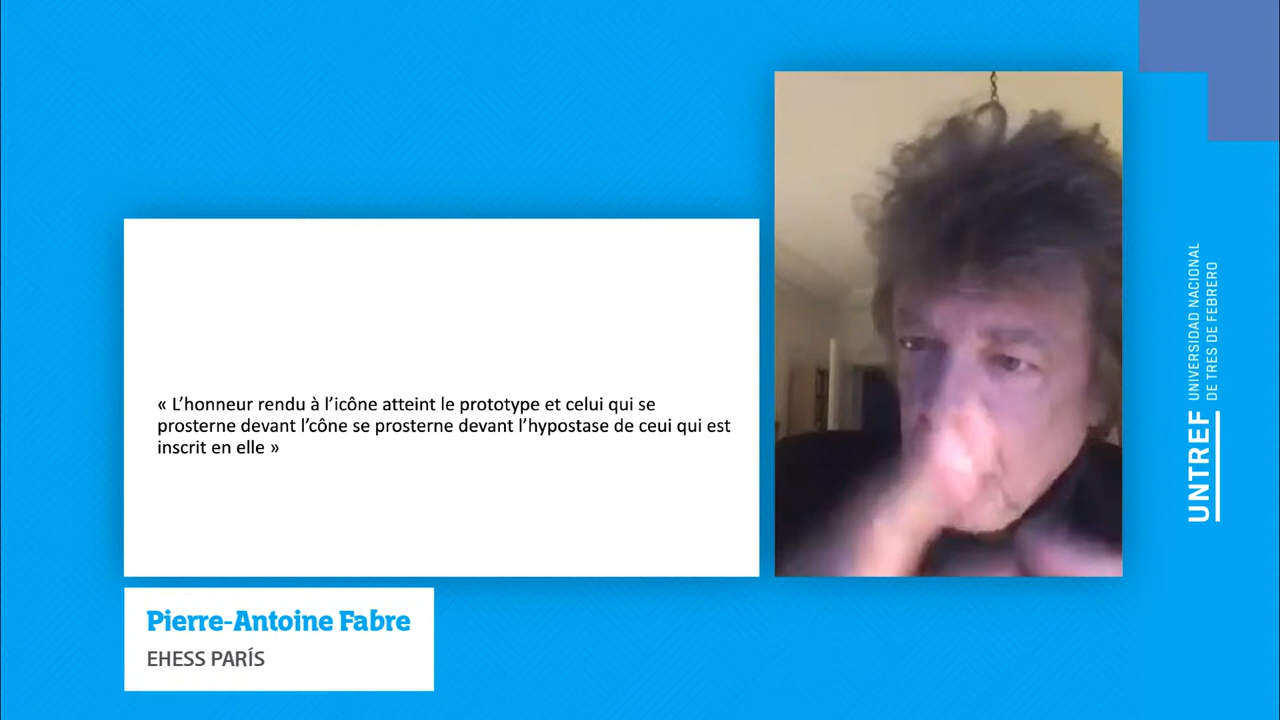 « L’honneur rendu à l’icône atteint le prototype et celui qui se
prosterne devant l’cône se prosterne devant l’hypostase de ceui qui est
inscrit en elle »
Pierre-Antoine Fabre
EHESS PARÍS
UNTREF
UNIVERSIDAD NACIONAL
DE TRES DE FEBRERO